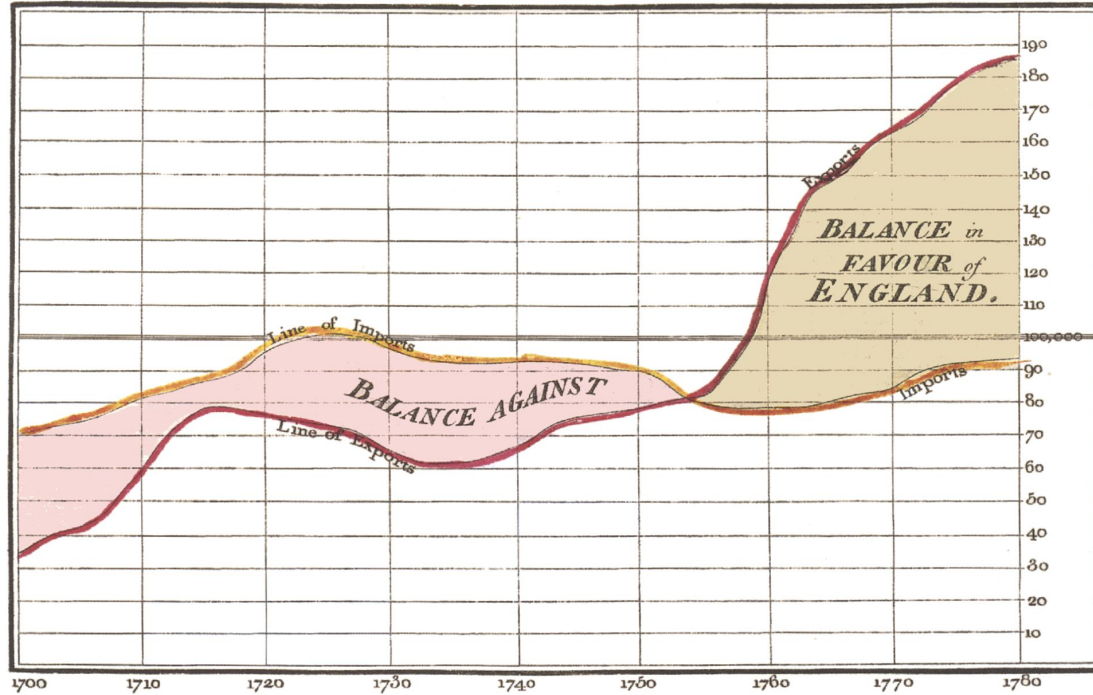 190
180
170
160
150
140
130
120
110
100,000
90
80
70
60
50
40
30
20
10
Exports
BALANCE in
FAVOUR of
ENGLAND.
Line of Imports
BALANCE AGAINST
Imports
Line of Exports
1700 1710 1720 1730 1740 1750 1760 1770 1780